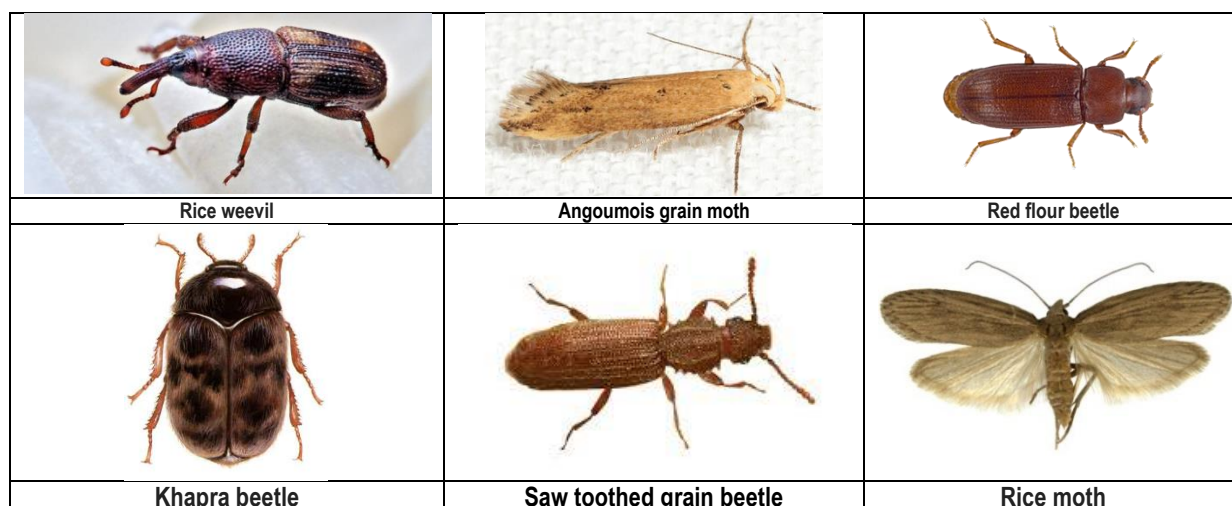 Rice weevil
Angoumois grain moth
Red flour beetle
Khapra beetle
Saw toothed grain beetle
Rice moth